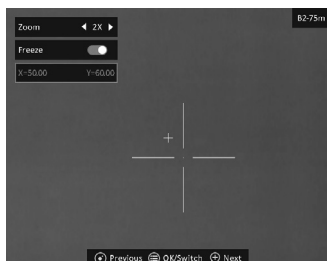 Zoom 2X
B2-75m
Freeze
X=50.00 Y=60.00
Previous OK/Switch Next